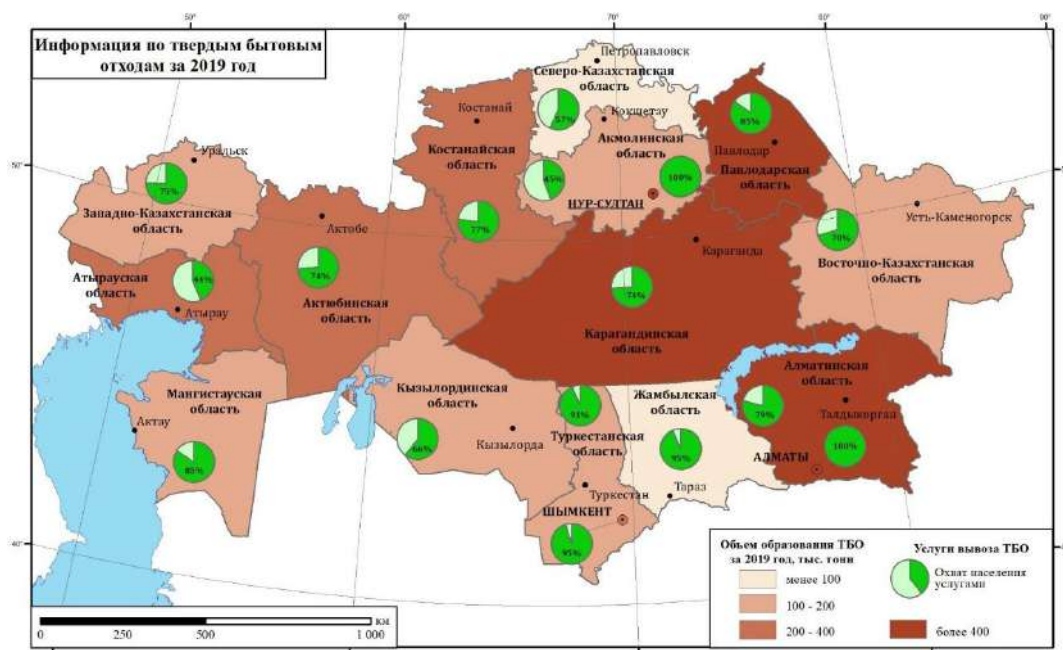 50°
60°
70°
80°
90°
Информация по твердым бытовым
отходам за 2019 год
Петропавловск
Северо-Казахстанская
область
57%
Костанай
Кокшетау
85%
Акмолинская
область
Павлодар
50°
Костанайская
область
Уральск
45%
100%
Павлодарская
область
75%
НУР-СУЛТАН
Западно-Казахстанская
область
Усть-Каменогорск
Актобе
77%
70%
Караганда
Восточно-Казахстанская
область
Атырауская
область
44%
74%
Актюбинская
область
Атырау
Карагандинская
область
Алматинская
область
Мангистауская
область
Кызылординская
область
Жамбылская
область
91%
79%
Талдыкорган
Актау
Туркестанская
область
66%
Кызылорда
100%
95%
АЛМАТЫ
85%
Туркестан
Тараз
ШЫМКЕНТ
95%
40°
Объем образования ТБО
за 2019 год, тыс. тонн
менее 100
100 - 200
200 - 400
Услуги вывоза ТБО
Охват населения
услугами
более 400
км
0
250
500
1 000